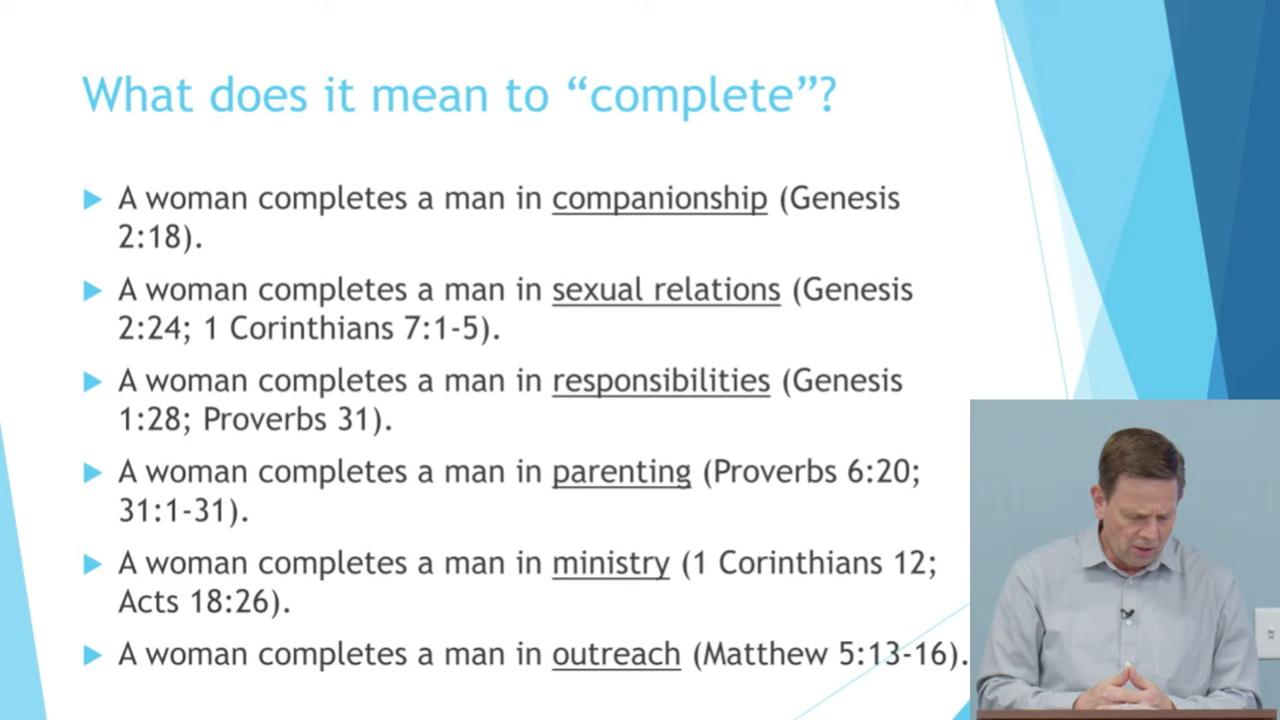 What does it mean to “complete”?
A woman completes a man in companionship (Genesis
2:18).
A woman completes a man in sexual relations (Genesis
2:24; 1 Corinthians 7:1-5).
A woman completes a man in responsibilities (Genesis
1:28; Proverbs 31).
A woman completes a man in parenting (Proverbs 6:20;
31:1-31).
A woman completes a man in ministry (1 Corinthians 12;
Acts 18:26).
A woman completes a man in outreach (Matthew 5:13-16).